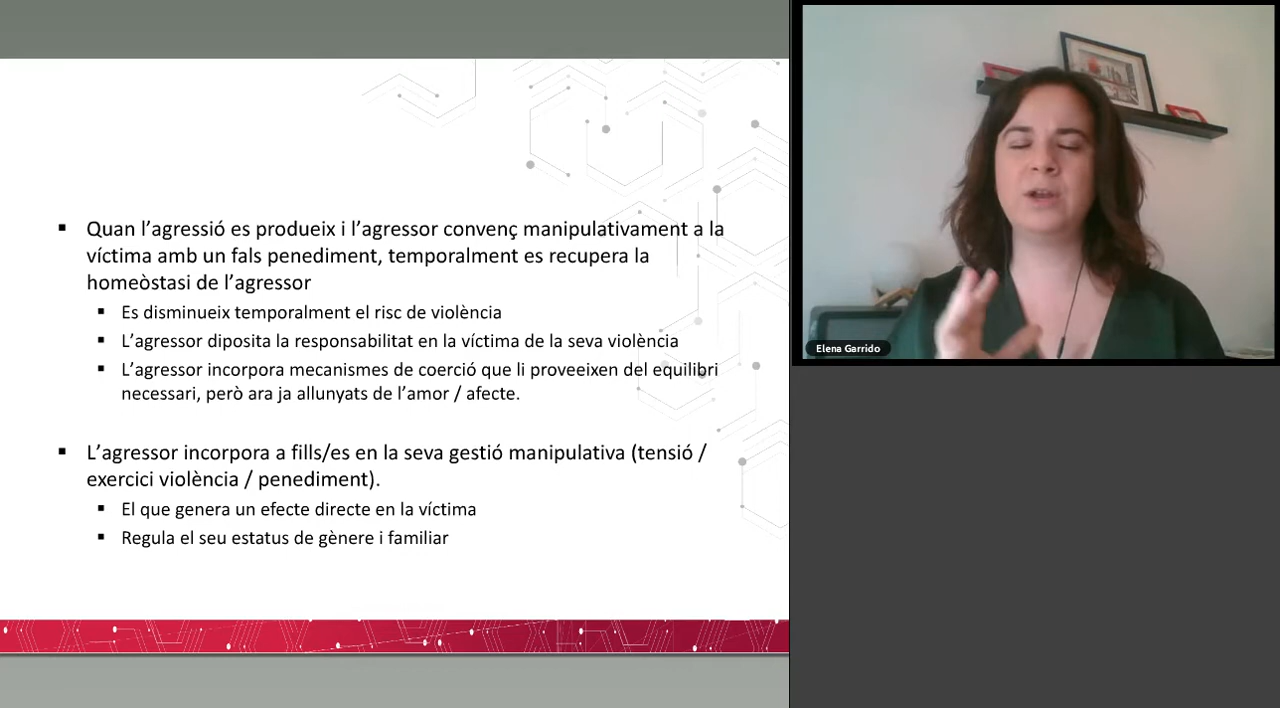 Quan l’agressió es produeix i l’agressor convenç manipulativament a la
víctima amb un fals penediment, temporalment es recupera la
homeòstasi de l’agressor
Es disminueix temporalment el risc de violència
L’agressor diposita la responsabilitat en la víctima de la seva violència
L’agressor incorpora mecanismes de coerció que li proveeixen del equilibri
necessari, però ara ja allunyats de l’amor / afecte.
L’agressor incorpora a fills/es en la seva gestió manipulativa (tensió /
exercici violència / penediment).
El que genera un efecte directe en la víctima
Regula el seu estatus de gènere i familiar
Elena Garrido